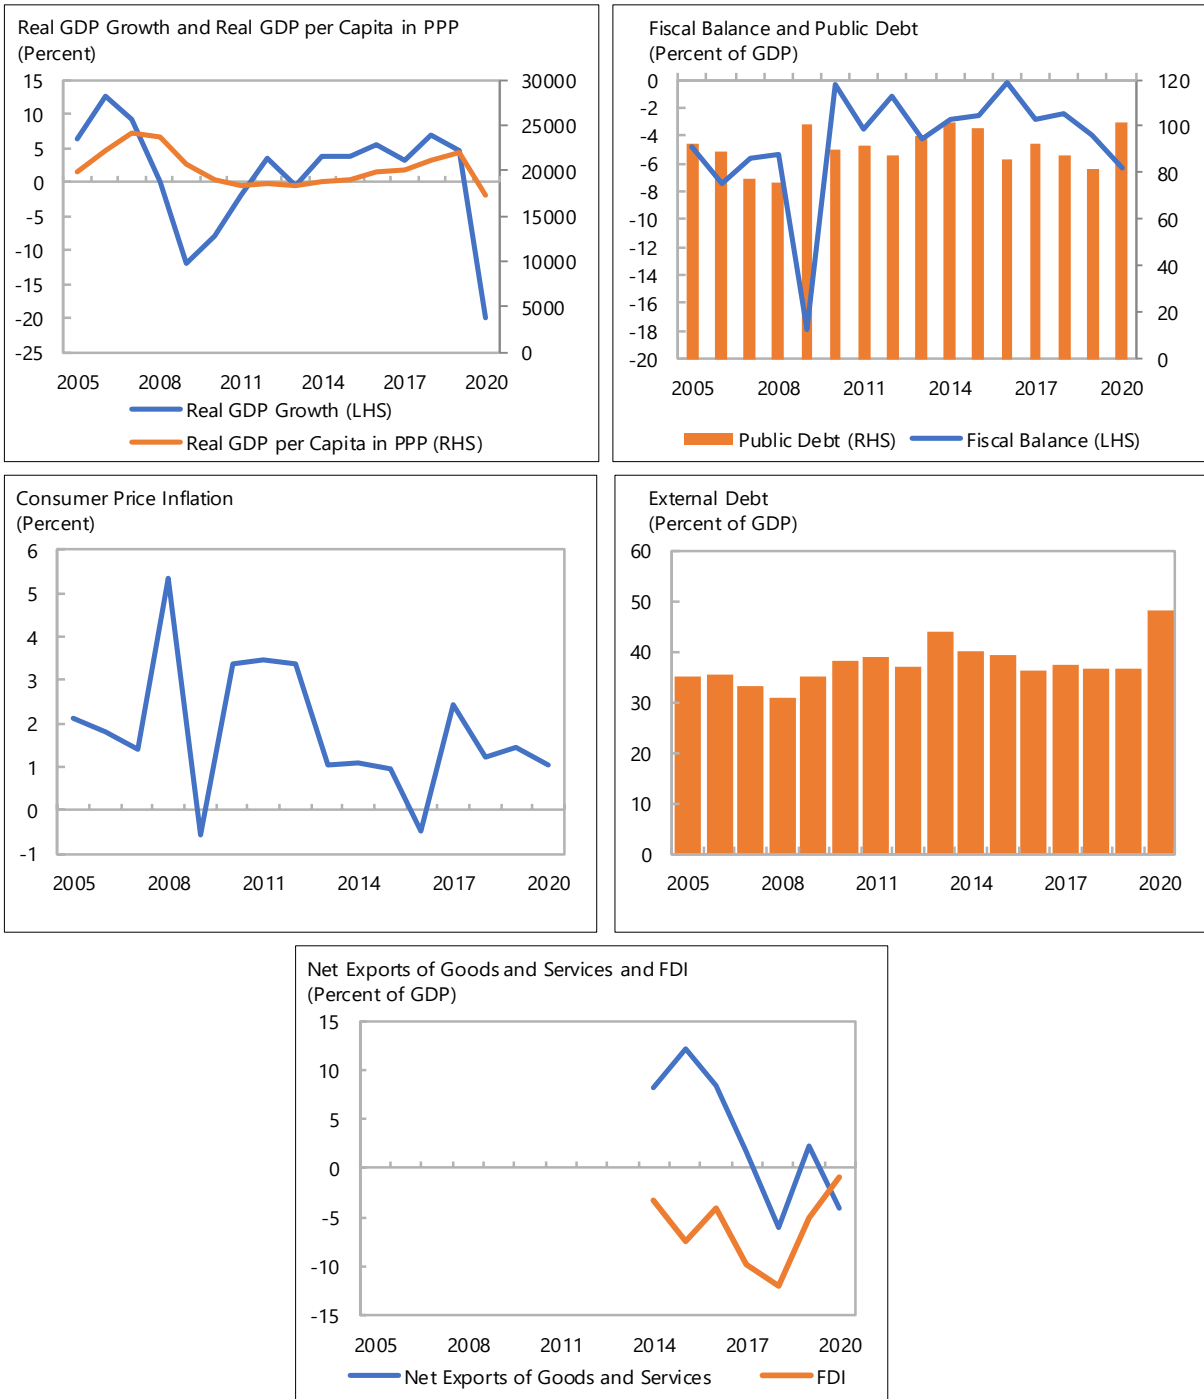 Real GDP Growth and Real GDP per Capita in PPP
(Percent)
15
10
5
0
-5
-10
-15
-20
-25
30000
25000
20000
15000
10000
5000
0
2005 2008 2011 2014 2017 2020
Real GDP Growth (LHS)
Real GDP per Capita in PPP (RHS)
Fiscal Balance and Public Debt
(Percent of GDP)
0
-2
-4
-6
-8
-10
-12
-14
-16
-18
-20
120
100
80
60
40
20
0
2005 2008 2011 2014 2017 2020
Public Debt (RHS) Fiscal Balance (LHS)
Consumer Price Inflation
(Percent)
6
5
4
3
2
1
0
-1
2005 2008 2011 2014 2017 2020
External Debt
(Percent of GDP)
60
50
40
30
20
10
0
2005 2008 2011 2014 2017 2020
Net Exports of Goods and Services and FDI
(Percent of GDP)
15
10
5
0
-5
-10
-15
2005 2008 2011 2014 2017 2020
Net Exports of Goods and Services FDI